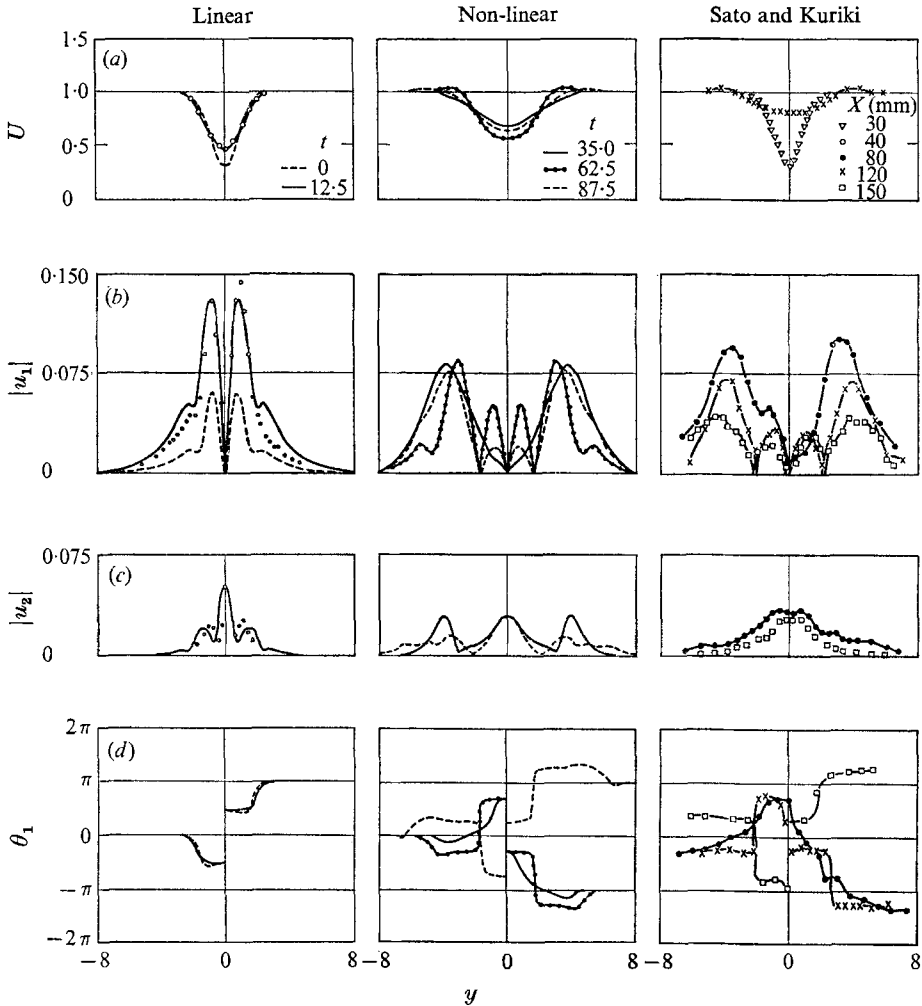 Linear Non-linear Sato and Kuriki
(a)
1·5
1·0
0·5
0
U
t
0
12·5
t
35·0
62·5
87·5
X (mm)
30
40
80
120
150
(b)
0·150
0·075
0
|u₁|
(c)
0·075
0
|u₂|
(d)
2π
π
0
−π
−2π
θ₁
−8 0 8 −8 0 8 −8 0 8
y